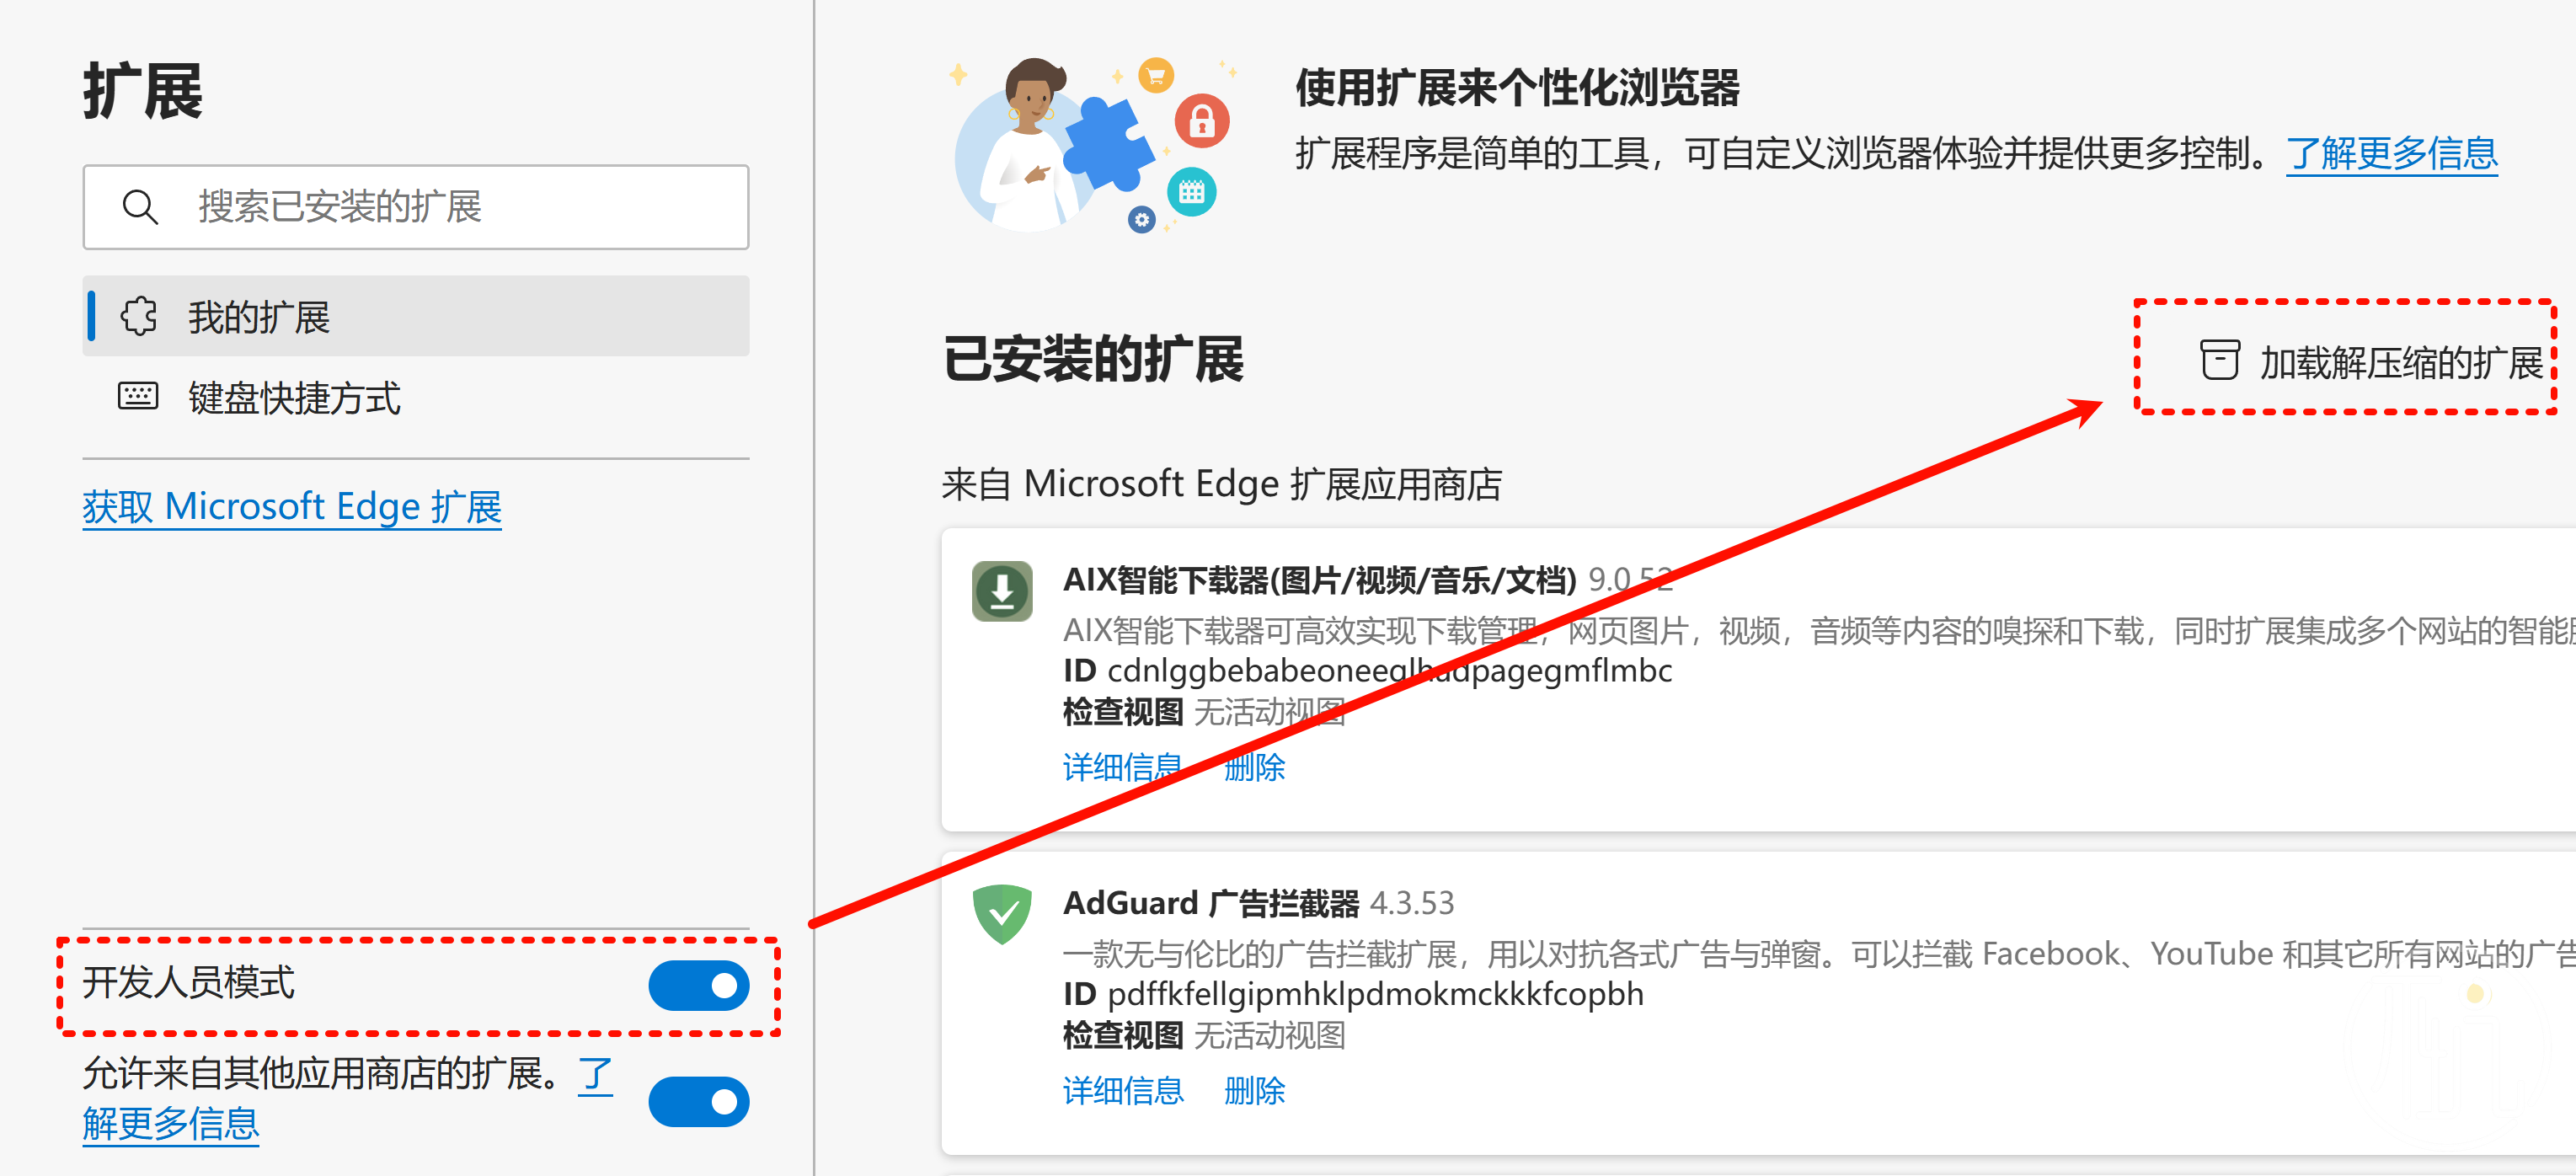 扩展
搜索已安装的扩展
我的扩展
键盘快捷方式
获取 Microsoft Edge 扩展
开发人员模式
允许来自其他应用商店的扩展。了
解更多信息
使用扩展来个性化浏览器
扩展程序是简单的工具，可自定义浏览器体验并提供更多控制。了解更多信息
已安装的扩展
加载解压缩的扩展
来自 Microsoft Edge 扩展应用商店
AIX智能下载器(图片/视频/音乐/文档) 9.0.52
AIX智能下载器可高效实现下载管理，网页图片，视频，音频等内容的嗅探和下载，同时扩展集成多个网站的智能
ID
检查视图 无活动视图
详细信息 删除
AdGuard 广告拦截器 4.3.53
一款无与伦比的广告拦截扩展，用以对抗各式广告与弹窗。可以拦截 Facebook、YouTube 和其它所有网站的广告
ID pdffkfellgipmhklpdmokmckkkfcopbh
检查视图 无活动视图
详细信息 删除